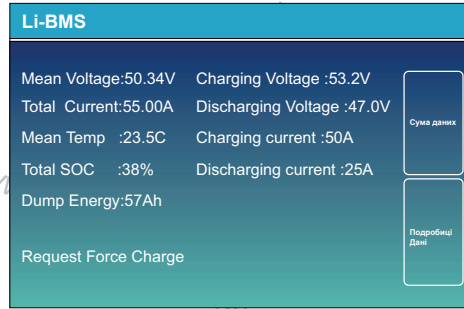 Li-BMS
Mean Voltage:50.34V Charging Voltage :53.2V
Total Current:55.00A Discharging Voltage :47.0V
Mean Temp :23.5C Charging current :50A
Total SOC :38% Discharging current :25A
Dump Energy:57Ah
Request Force Charge
Сума даних
Подробиці
Дані